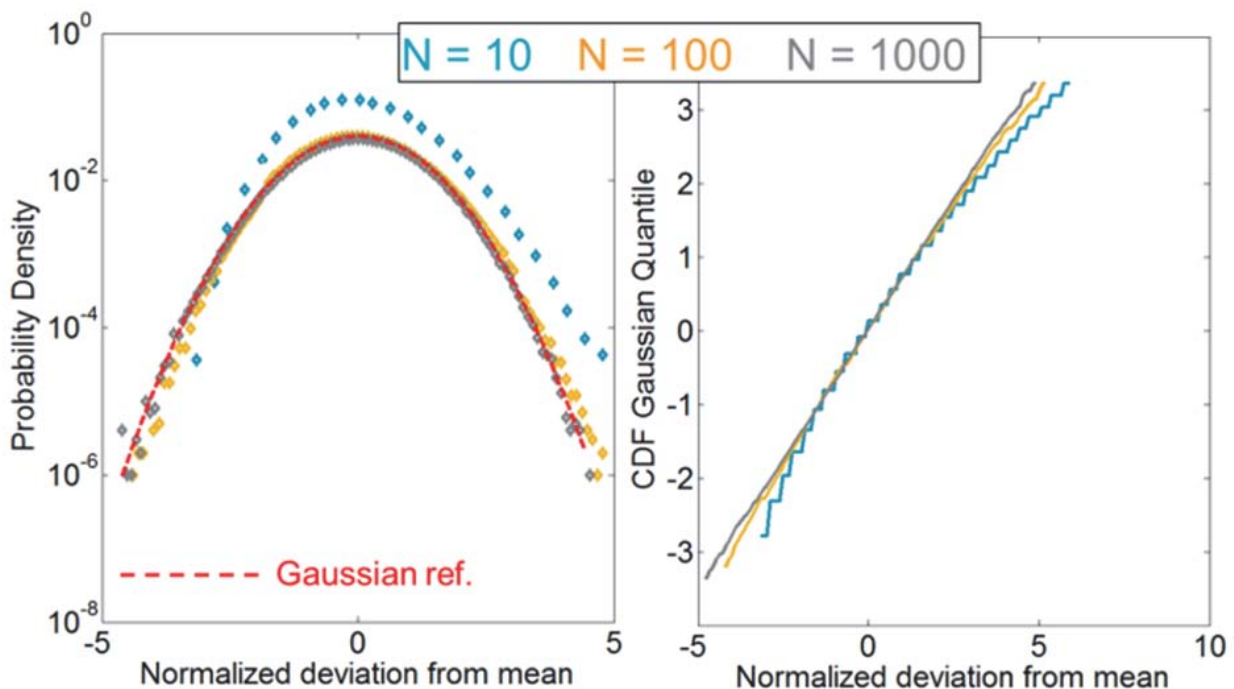 N = 10 N = 100 N = 1000
10^0
10^-2
10^-4
10^-6
10^-8
Probability Density
Gaussian ref.
-5 0 5
Normalized deviation from mean
CDF Gaussian Quantile
3
2
1
0
-1
-2
-3
-5 0 5 10
Normalized deviation from mean